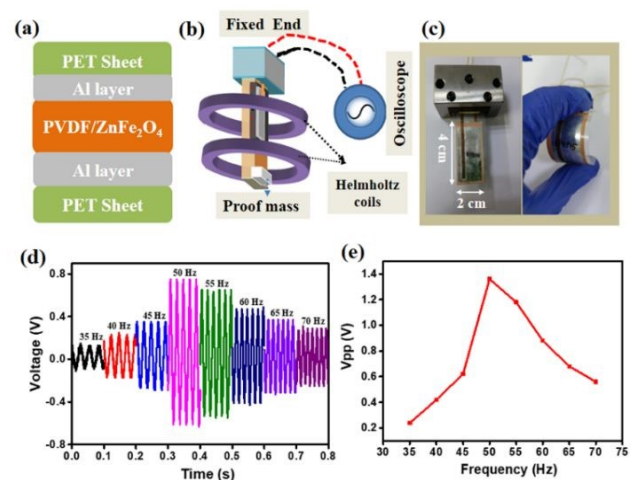 (a)
PET Sheet
Al layer
PVDF/ZnFe₂O₄
Al layer
PET Sheet
(b)
Fixed End
Oscilloscope
Helmholtz
coils
Proof mass
(c)
4 cm
2 cm
(d)
Voltage (V)
0.8
0.4
0.0
-0.4
-0.8
35 Hz
40 Hz
45 Hz
50 Hz
55 Hz
60 Hz
65 Hz
70 Hz
0.0 0.1 0.2 0.3 0.4 0.5 0.6 0.7 0.8
Time (s)
(e)
Vpp (V)
1.4
1.2
1.0
0.8
0.6
0.4
0.2
30 35 40 45 50 55 60 65 70 75
Frequency (Hz)